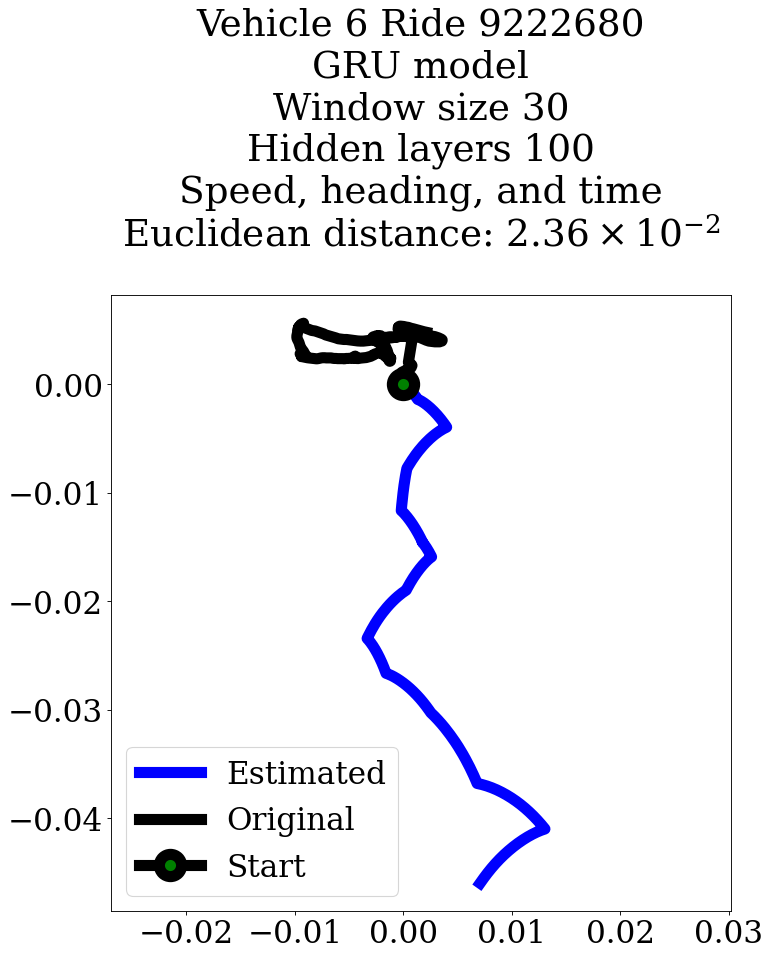 Vehicle 6 Ride 9222680
GRU model
Window size 30
Hidden layers 100
Speed, heading, and time
Euclidean distance: 2.36 × 10⁻²
0.00
−0.01
−0.02
−0.03
−0.04
Estimated
Original
Start
−0.02 −0.01 0.00 0.01 0.02 0.03